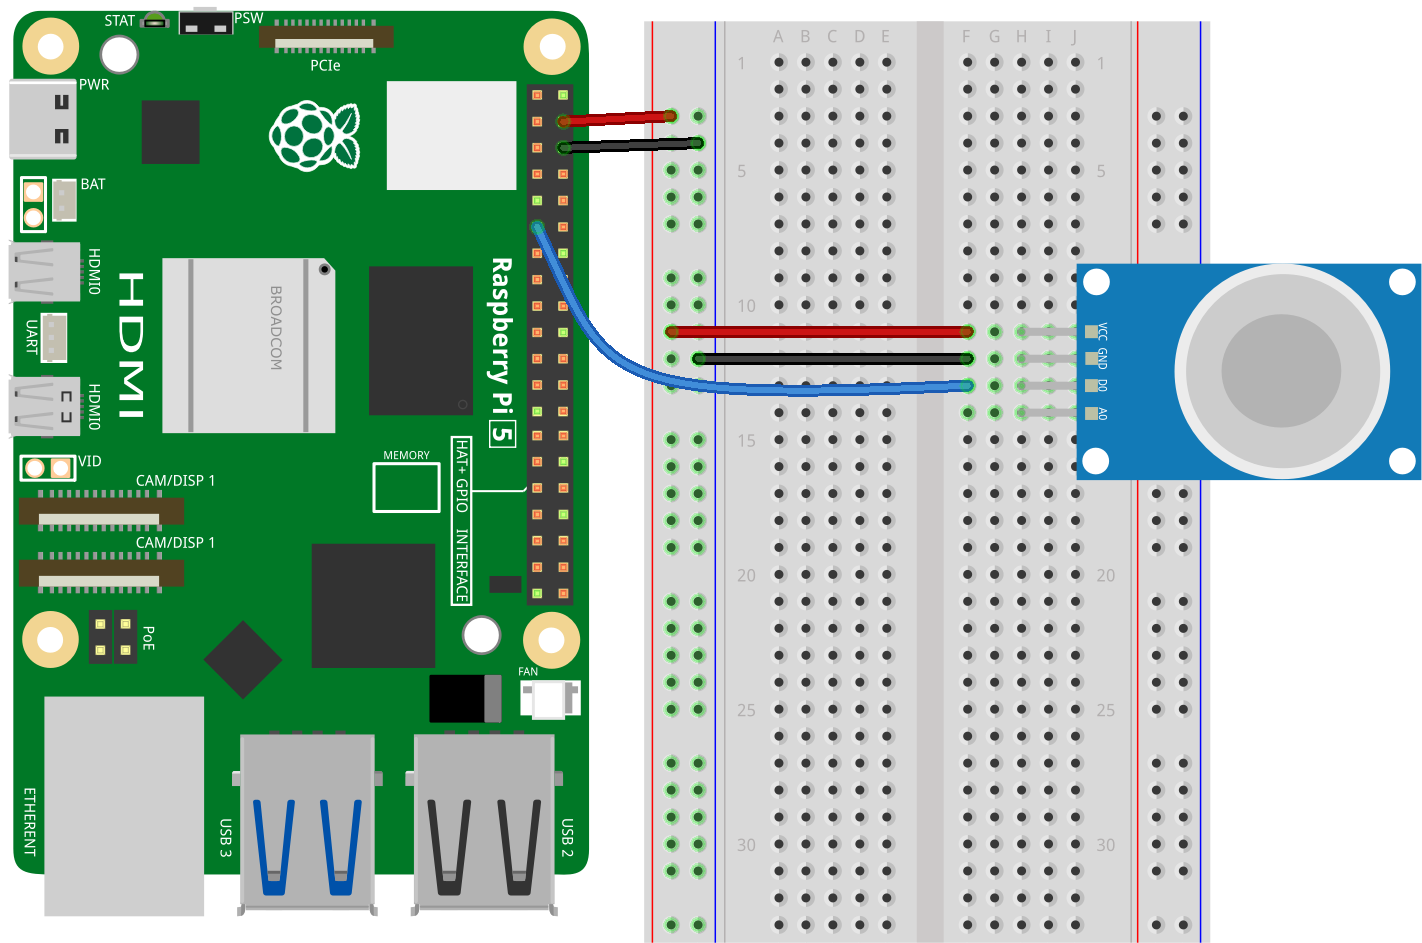 STAT
PSW
PCIe
PWR
BAT
HDMI0
HDMI
UART
HDMI0
BROADCOM
Raspberry Pi 5
VID
MEMORY
CAM/DISP 1
CAM/DISP 1
HAT+ GPIO INTERFACE
PoE
FAN
ETHERENT
USB 3
USB 2
A B C D E F G H I J
1 1
5 5
10
15
20 20
25 25
30 30
VCC
GND
D0
A0